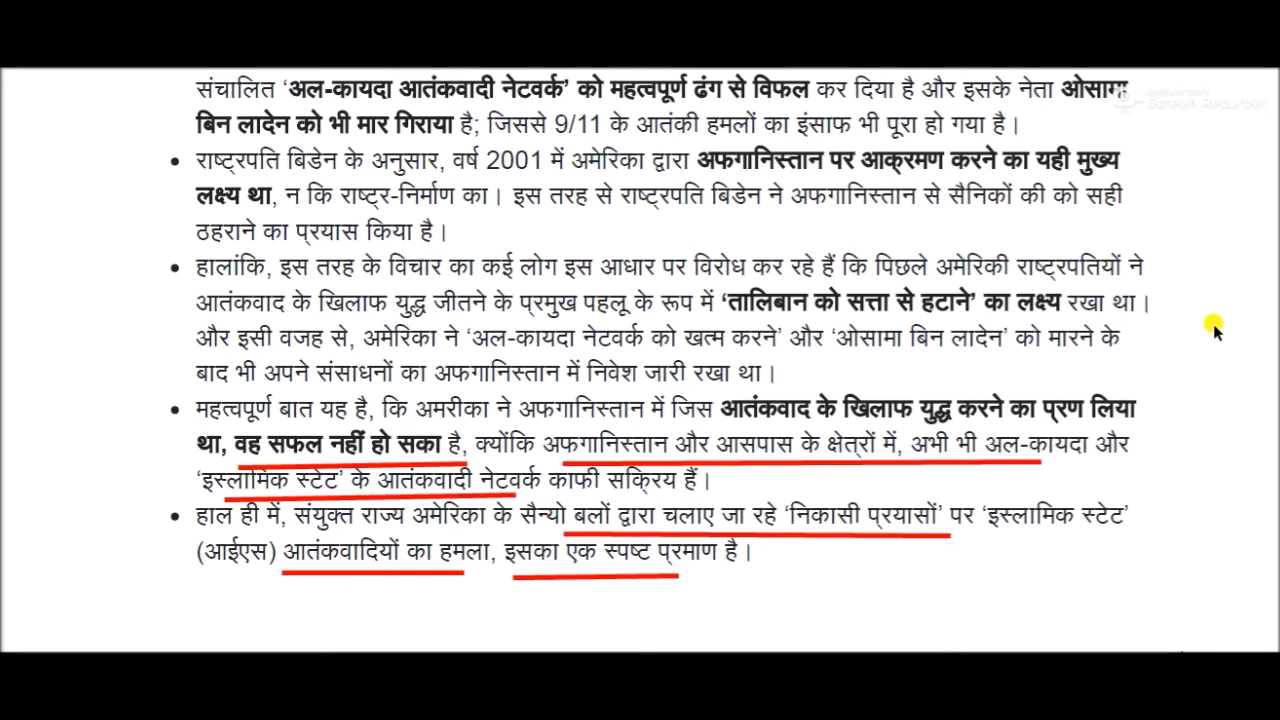 संचालित ‘अल-कायदा आतंकवादी नेटवर्क’ को महत्वपूर्ण ढंग से विफल कर दिया है और इसके नेता ओसामा
बिन लादेन को भी मार गिराया है; जिससे 9/11 के आतंकी हमलों का इंसाफ भी पूरा हो गया है।
• राष्ट्रपति बिडेन के अनुसार, वर्ष 2001 में अमेरिका द्वारा अफगानिस्तान पर आक्रमण करने का यही मुख्य
लक्ष्य था, न कि राष्ट्र-निर्माण का। इस तरह से राष्ट्रपति बिडेन ने अफगानिस्तान से सैनिकों की को सही
ठहराने का प्रयास किया है।
• हालांकि, इस तरह के विचार का कई लोग इस आधार पर विरोध कर रहे हैं कि पिछले अमेरिकी राष्ट्रपतियों ने
आतंकवाद के खिलाफ युद्ध जीतने के प्रमुख पहलू के रूप में ‘तालिबान को सत्ता से हटाने’ का लक्ष्य रखा था।
और इसी वजह से, अमेरिका ने ‘अल-कायदा नेटवर्क को खत्म करने’ और ‘ओसामा बिन लादेन’ को मारने के
बाद भी अपने संसाधनों का अफगानिस्तान में निवेश जारी रखा था।
• महत्वपूर्ण बात यह है, कि अमरीका ने अफगानिस्तान में जिस आतंकवाद के खिलाफ युद्ध करने का प्रण लिया
था, वह सफल नहीं हो सका है, क्योंकि अफगानिस्तान और आसपास के क्षेत्रों में, अभी भी अल-कायदा और
‘इस्लामिक स्टेट’ के आतंकवादी नेटवर्क काफी सक्रिय हैं।
• हाल ही में, संयुक्त राज्य अमेरिका के सैन्यो बलों द्वारा चलाए जा रहे ‘निकासी प्रयासों’ पर ‘इस्लामिक स्टेट’
(आईएस) आतंकवादियों का हमला, इसका एक स्पष्ट प्रमाण है।
Screen Recorder